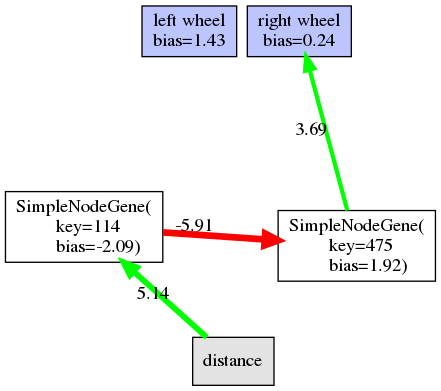 left wheel
bias=1.43
right wheel
bias=0.24
3.69
SimpleNodeGene(
key=114
bias=-2.09)
-5.91
SimpleNodeGene(
key=475
bias=1.92)
5.14
distance